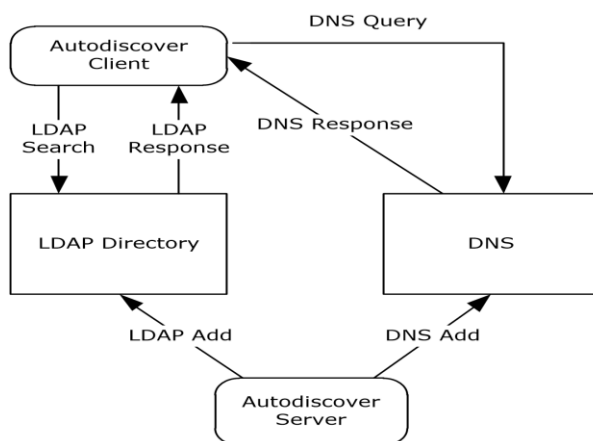 DNS Query
Autodiscover
Client
DNS Response
LDAP
Search
LDAP
Response
LDAP Directory
DNS
LDAP Add
DNS Add
Autodiscover
Server